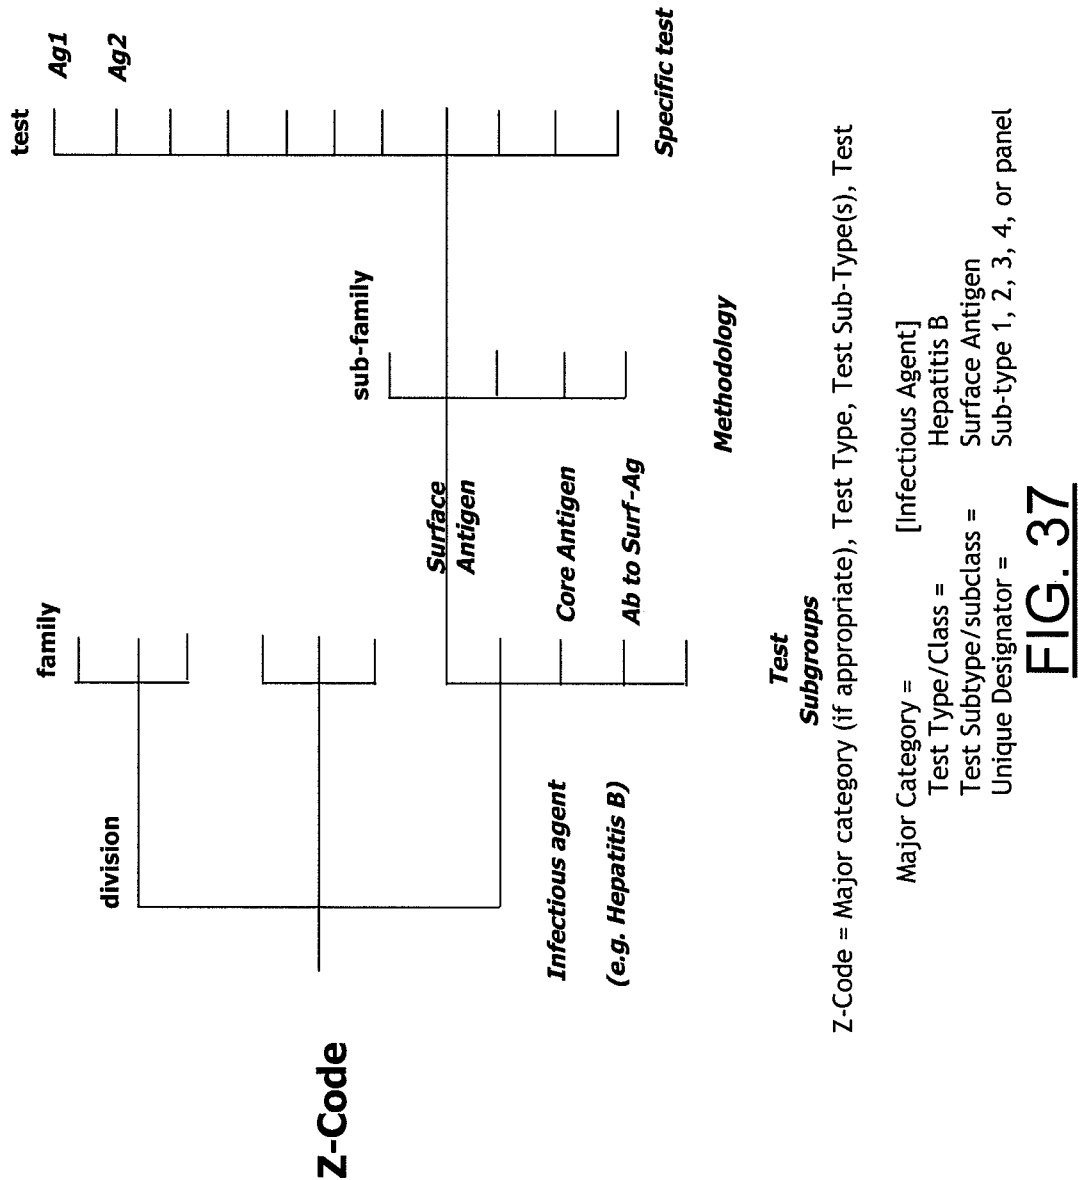 Z-Code
division
family
sub-family
test
Ag1
Ag2
Surface
Antigen
Core Antigen
Ab to Surf-Ag
Infectious agent
(e.g. Hepatitis B)
Test
Subgroups
Methodology
Specific test
Z-Code = Major category (if appropriate), Test Type, Test Sub-Type(s), Test
Major Category = [Infectious Agent]
Test Type/Class = Hepatitis B
Test Subtype/subclass = Surface Antigen
Unique Designator = Sub-type 1, 2, 3, 4, or panel
FIG. 37